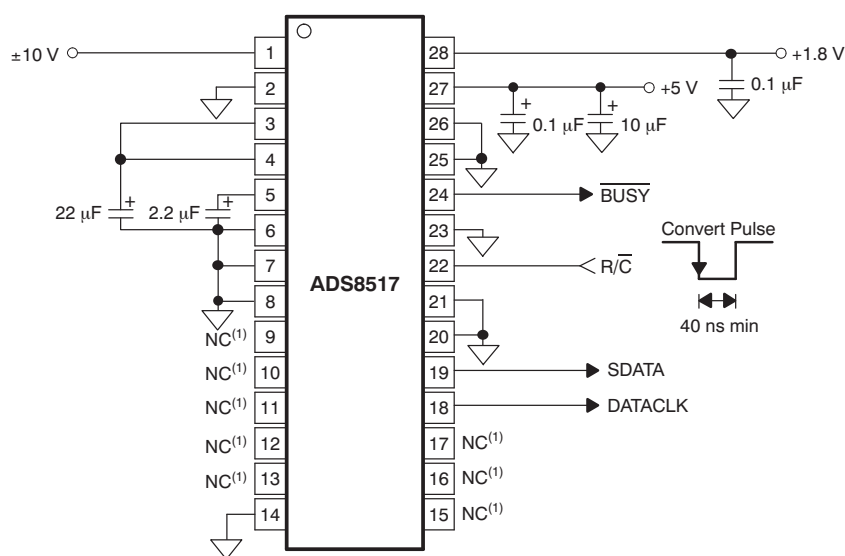 ±10 V
1
28
+1.8 V
2
27
+5 V
0.1 μF
3
26
+
0.1 μF
+
10 μF
4
25
5
24
BUSY
22 μF
+
2.2 μF
+
6
23
Convert Pulse
7
22
R/C
ADS8517
8
21
40 ns min
NC(1)
9
20
NC(1)
10
19
SDATA
NC(1)
11
18
DATACLK
NC(1)
12
17
NC(1)
NC(1)
13
16
NC(1)
14
15
NC(1)